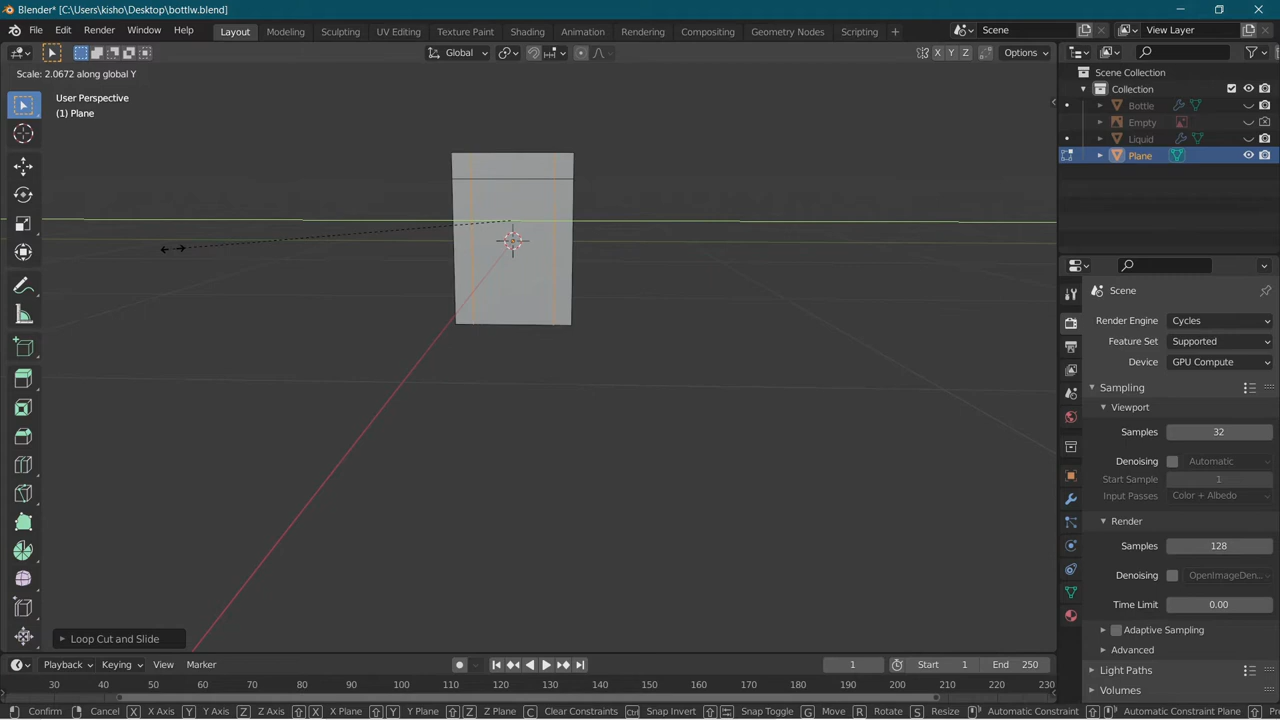 Blender* [C:\Users\kisho\Desktop\bottlw.blend]
File Edit Render Window Help Layout Modeling Sculpting UV Editing Texture Paint Shading Animation Rendering Compositing Geometry Nodes Scripting + Scene View Layer
Global X Y Z Options
Scale: 2.0672 along global Y
User Perspective
(1) Plane
Scene Collection
Collection
Bottle
Empty
Liquid
Plane
Scene
Render Engine Cycles
Feature Set Supported
Device GPU Compute
Sampling
Viewport
Samples 32
Denoising Automatic
Start Sample 1
Input Passes Color + Albedo
Render
Samples 128
Denoising OpenImageDen...
Time Limit 0.00
Adaptive Sampling
Advanced
Light Paths
Volumes
Loop Cut and Slide
Playback Keying View Marker 1 Start 1 End 250
30 40 50 60 70 80 90 100 110 120 130 140 150 160 170 180 190 200 210 220 230
Confirm Cancel X X Axis Y Y Axis Z Z Axis X X Plane Y Y Plane Z Z Plane C Clear Constraints Ctrl Snap Invert Snap Toggle G Move R Rotate S Resize Automatic Constraint Automatic Constraint Plane